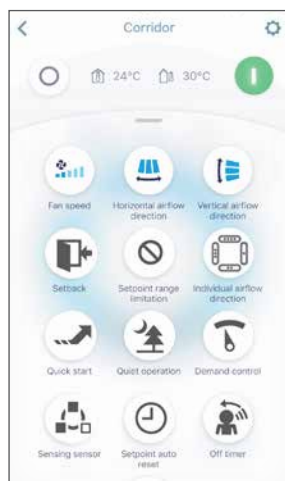 Corridor
24°C 30°C
Fan speed
Horizontal airflow
direction
Vertical airflow
direction
Setback
Setpoint range
limitation
Individual airflow
direction
Quick start
Quiet operation
Demand control
Sensing sensor
Setpoint auto
reset
Off timer